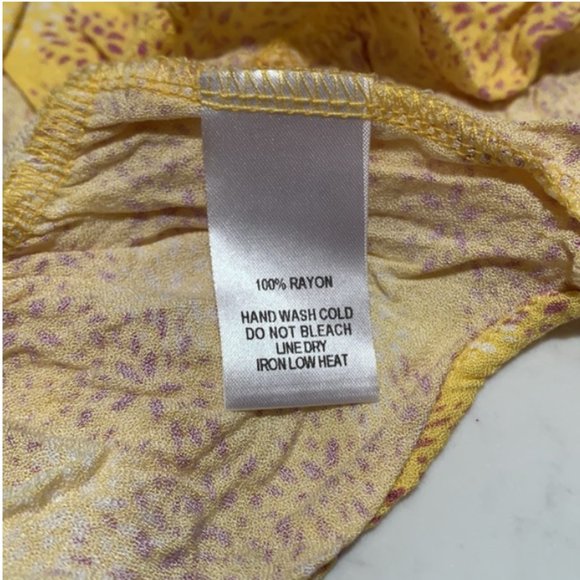 100% RAYON
HAND WASH COLD
DO NOT BLEACH
LINE DRY
IRON LOW HEAT